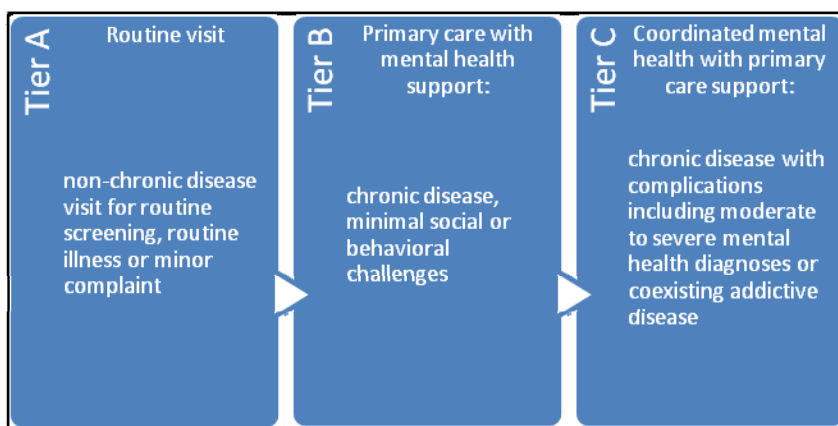 Tier A
Routine visit
non-chronic disease
visit for routine
screening, routine
illness or minor
complaint
Tier B
Primary care with
mental health
support:
chronic disease,
minimal social or
behavioral
challenges
Tier C
Coordinated mental
health with primary
care support:
chronic disease with
complications
including moderate
to severe mental
health diagnoses or
coexisting addictive
disease